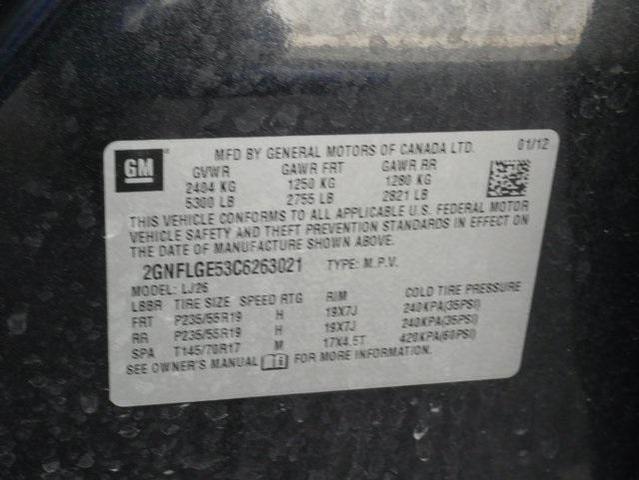 GM
MFD BY GENERAL MOTORS OF CANADA LTD. 01/12
GVWR GAWR FRT GAWR RR
2404 KG 1250 KG 1280 KG
5300 LB 2755 LB 2821 LB
THIS VEHICLE CONFORMS TO ALL APPLICABLE U.S. FEDERAL MOTOR
VEHICLE SAFETY AND THEFT PREVENTION STANDARDS IN EFFECT ON
THE DATE OF MANUFACTURE SHOWN ABOVE.
2GNFLGE53C6263021 TYPE: M.P.V.
MODEL: LJ26
LBBR TIRE SIZE SPEED RTG RIM COLD TIRE PRESSURE
FRT P235/55R19 H 19X7J 240KPA(35PSI)
RR P235/55R19 H 19X7J 240KPA(35PSI)
SPA T145/70R17 M 17X4.5T 420KPA(60PSI)
SEE OWNER'S MANUAL FOR MORE INFORMATION.